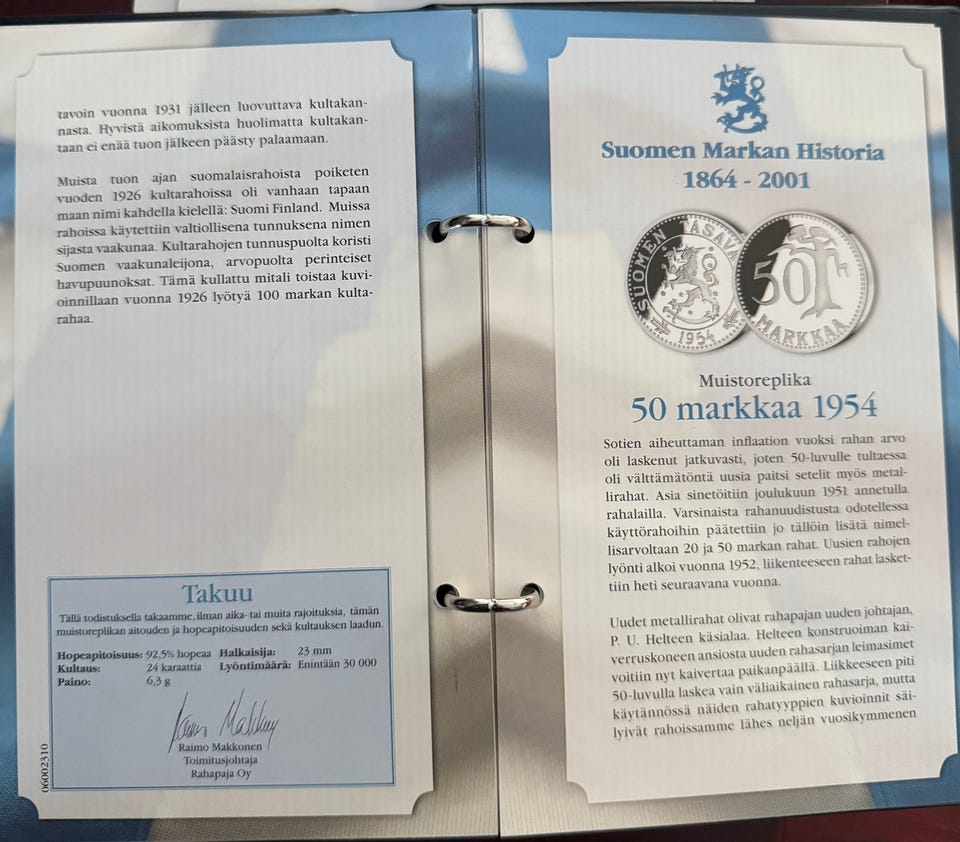 tavoin vuonna 1931 jälleen luovuttava kultakan-
nasta. Hyvistä aikomuksista huolimatta kultakan-
taan ei enää tuon jälkeen päästy palaamaan.
Muista tuon ajan suomalaisrahoista poiketen
vuoden 1926 kultarahoissa oli vanhaan tapaan
maan nimi kahdella kielellä: Suomi Finland. Muissa
rahoissa käytettiin valtiollisena tunnuksena nimen
sijasta vaakunaa. Kultarahojen tunnuspuolta koristi
Suomen vaakunaleijona, arvopuolta perinteiset
havupuunoksat. Tämä kullattu mitali toistaa kuvi-
oinnillaan vuonna 1926 lyötyä 100 markan kulta-
rahaa.
Takuu
Tällä todistuksella takaamme, ilman aika- tai muita rajoituksia, tämän
muistoreplikan aitouden ja hopeapitoisuuden sekä kultauksen laadun.
Hopeapitoisuus: 92,5% hopeaa Halkaisija: 23 mm
Kultaus: 24 karaattia Lyöntimäärä: Enintään 30 000
Paino: 6,3 g
Raimo Makkonen
Raimo Makkonen
Toimitusjohtaja
Rahapaja Oy
06002310
Suomen Markan Historia
1864 - 2001
SUOMEN TASAVA
1954
50
MARKKAA
Muistoreplika
50 markkaa 1954
Sotien aiheuttaman inflaation vuoksi rahan arvo
oli laskenut jatkuvasti, joten 50-luvulle tultaessa
oli välttämätöntä uusia paitsi setelit myös metal-
lirahat. Asia sinetöitiin joulukuun 1951 annetulla
rahalailla. Varsinaista rahanuudistusta odotellessa
käyttörahoihin päätettiin jo tällöin lisätä nimel-
lisarvoltaan 20 ja 50 markan rahat. Uusien rahojen
lyönti alkoi vuonna 1952, liikenteeseen rahat lasket-
tiin heti seuraavana vuonna.
Uudet metallirahat olivat rahapajan uuden johtajan,
P. U. Helteen käsialaa. Helteen konstruoiman kai-
verruskoneen ansiosta uuden rahasarjan leimasimet
voitiin nyt kaivertaa paikanpäällä. Liikkeeseen piti
50-luvulla laskea vain väliaikainen rahasarja, mutta
käytännössä näiden rahatyyppien kuvioinnit säi-
lyivät rahoissamme lähes neljän vuosikymmenen